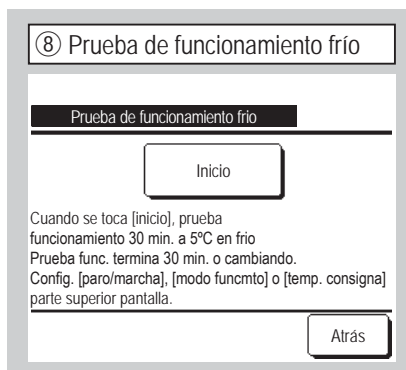 ⑧ Prueba de funcionamiento frío
Prueba de funcionamiento frio
Inicio
Cuando se toca [inicio], prueba
funcionamiento 30 min. a 5ºC en frio
Prueba func. termina 30 min. o cambiando.
Config. [paro/marcha], [modo funcmto] o [temp. consigna]
parte superior pantalla.
Atrás